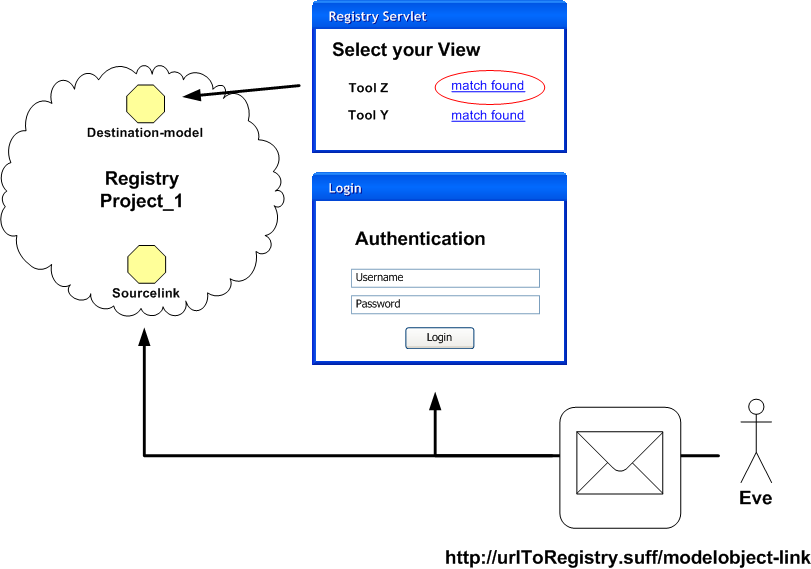 Registry Servlet
Select your View
Tool Z match found
Tool Y match found
Destination-model
Registry
Project_1
Sourcelink
Login
Authentication
Username
Password
Login
Eve
http://urlToRegistry.suff/modelobject-link